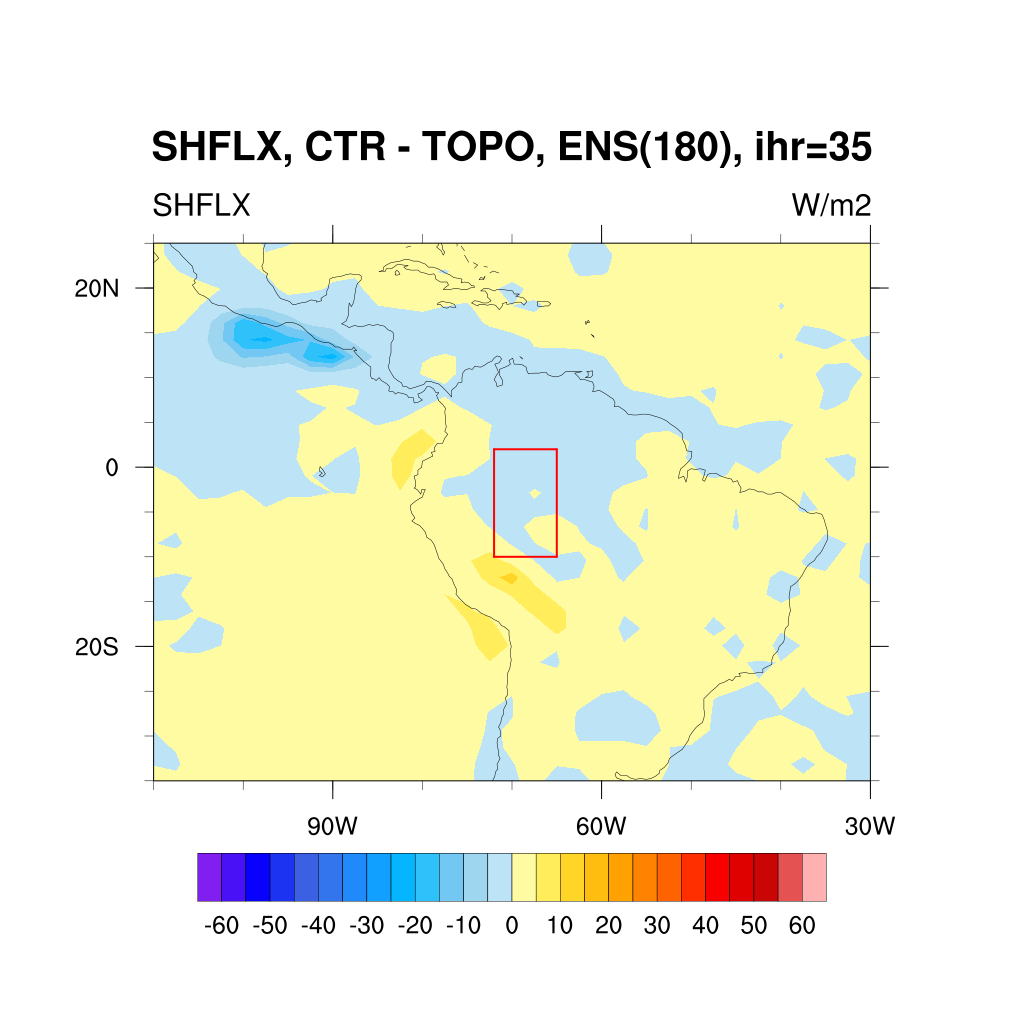 SHFLX, CTR - TOPO, ENS(180), ihr=35
SHFLX W/m2
20N
0
20S
90W 60W 30W
-60 -50 -40 -30 -20 -10 0 10 20 30 40 50 60